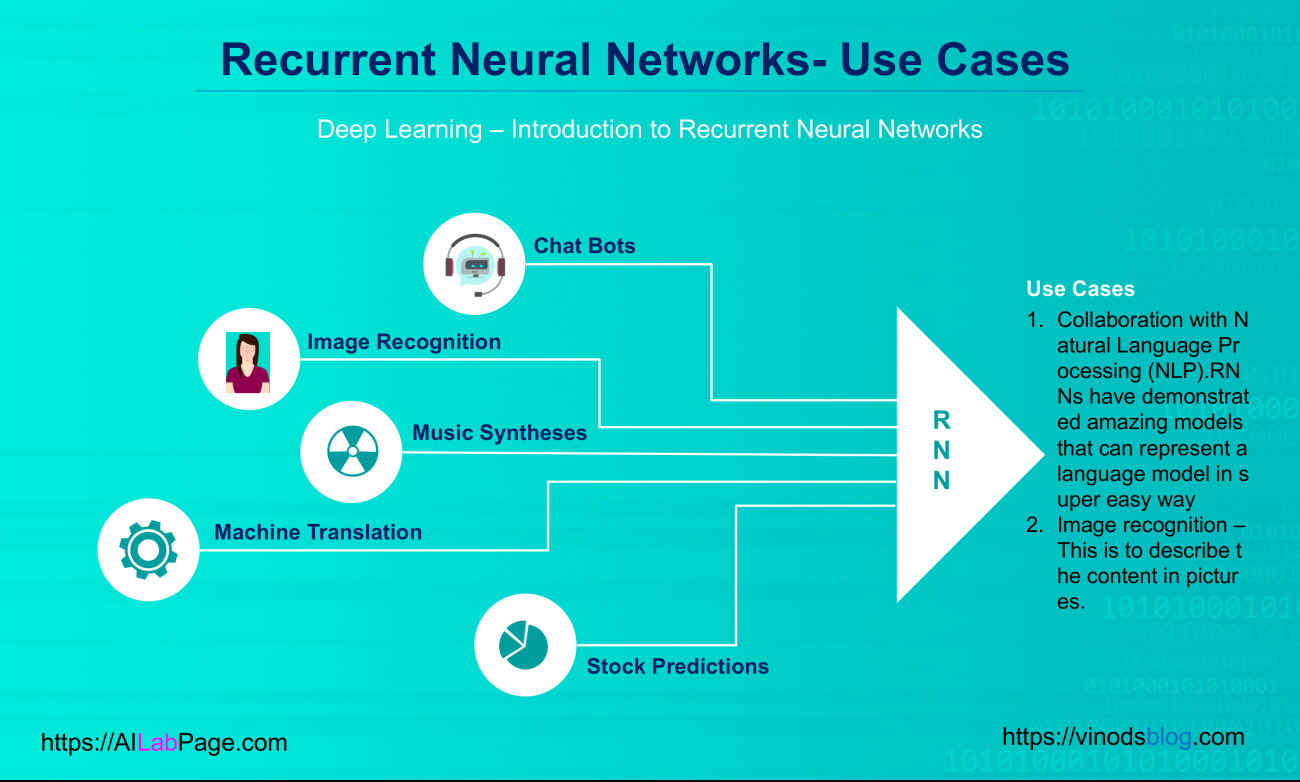 Recurrent Neural Networks- Use Cases
Deep Learning – Introduction to Recurrent Neural Networks
Chat Bots
Image Recognition
Music Syntheses
Machine Translation
Stock Predictions
R
N
N
Use Cases
1. Collaboration with N
atural Language Pr
ocessing (NLP).RN
Ns have demonstrat
ed amazing models
that can represent a
language model in s
uper easy way
2. Image recognition –
This is to describe t
he content in pictur
es.
https://AILabPage.com
https://vinodsblog.com